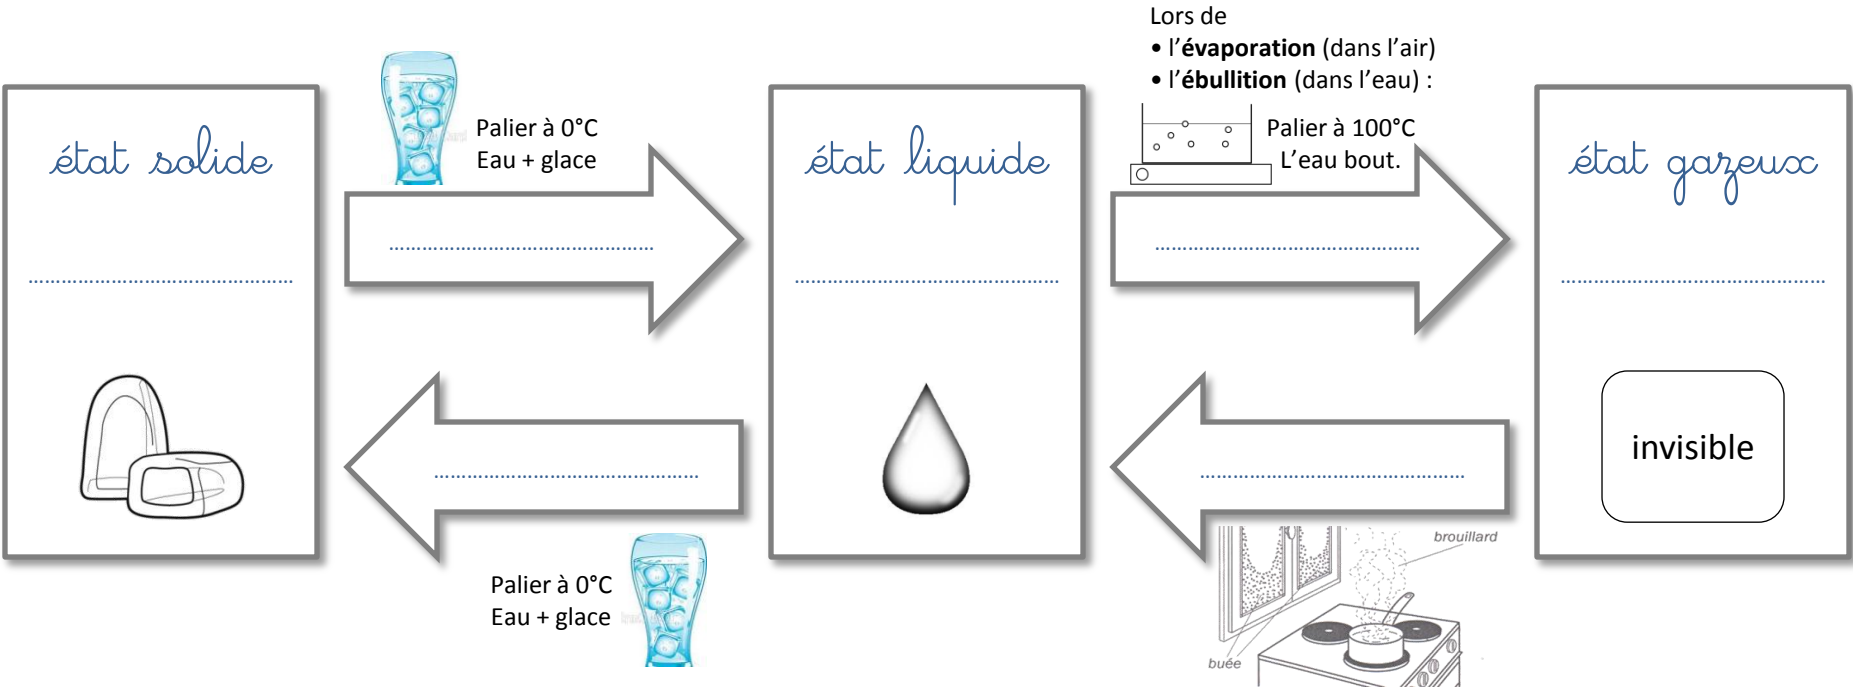 Lors de
• l'évaporation (dans l'air)
• l'ébullition (dans l'eau) :
Palier à 0°C
Eau + glace
Palier à 100°C
L'eau bout.
état solide
état liquide
état gazeux
................................................
................................................
................................................
................................................
................................................
invisible
................................................
................................................
Palier à 0°C
Eau + glace
brouillard
buée